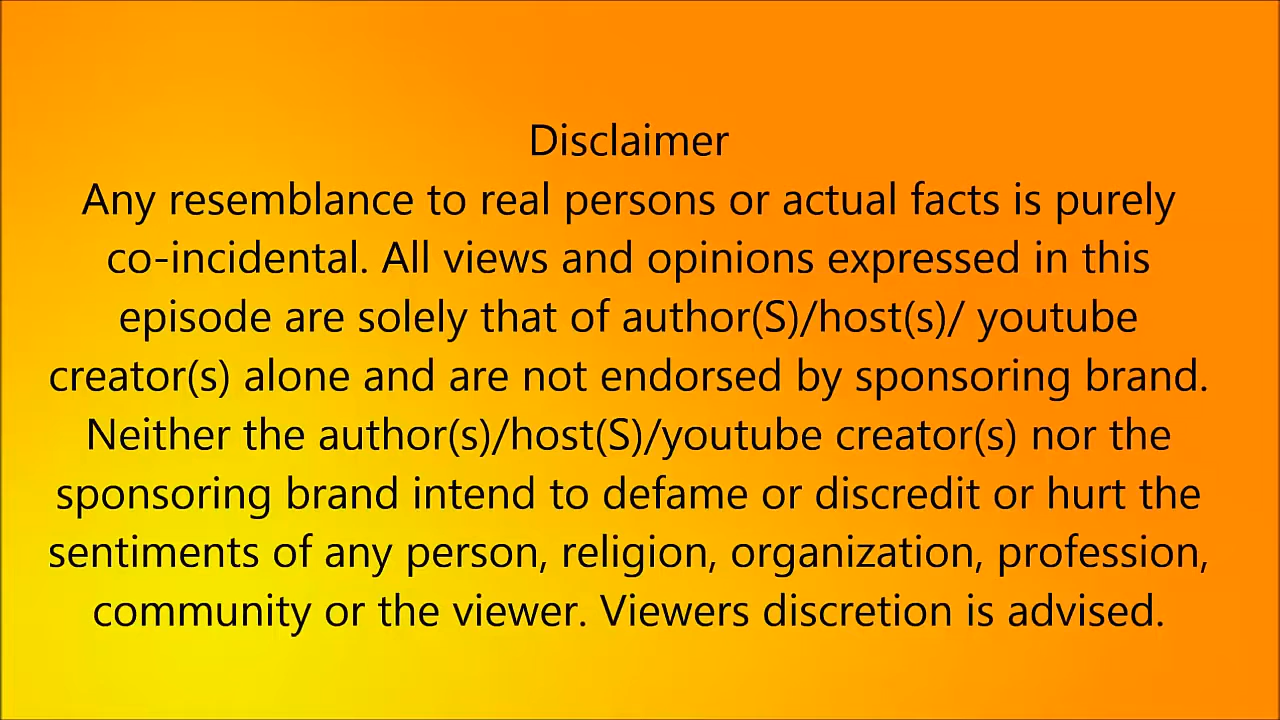 Disclaimer
Any resemblance to real persons or actual facts is purely
co-incidental. All views and opinions expressed in this
episode are solely that of author(S)/host(s)/ youtube
creator(s) alone and are not endorsed by sponsoring brand.
Neither the author(s)/host(S)/youtube creator(s) nor the
sponsoring brand intend to defame or discredit or hurt the
sentiments of any person, religion, organization, profession,
community or the viewer. Viewers discretion is advised.